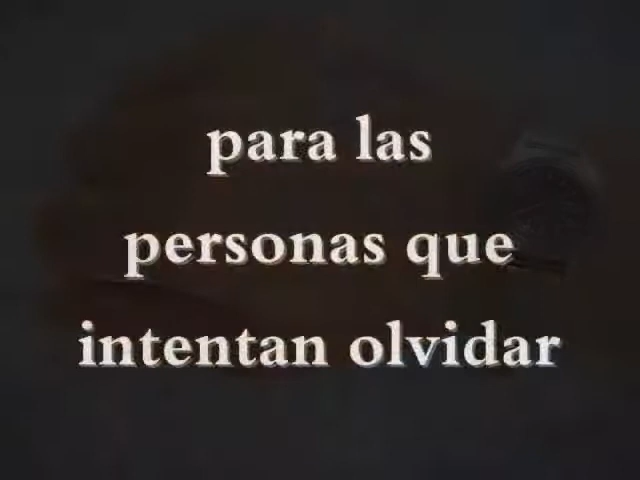 para las
personas que
intentan olvidar